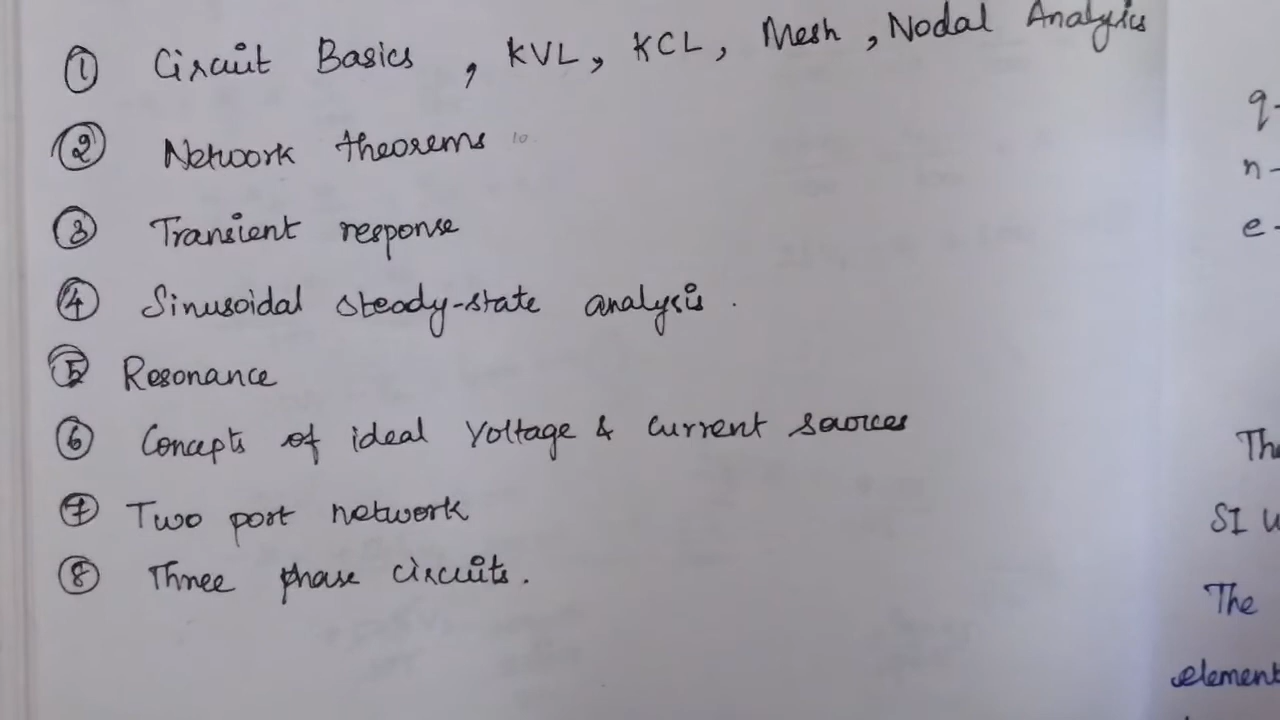 ① Circuit Basics , KVL, KCL, Mesh , Nodal Analysis
② Network theorems
③ Transient response
④ Sinusoidal steady-state analysis .
⑤ Resonance
⑥ Concepts of ideal Voltage & Current sources
⑦ Two port network
⑧ Three phase circuits .
q-
n-
e-
SI
The
element